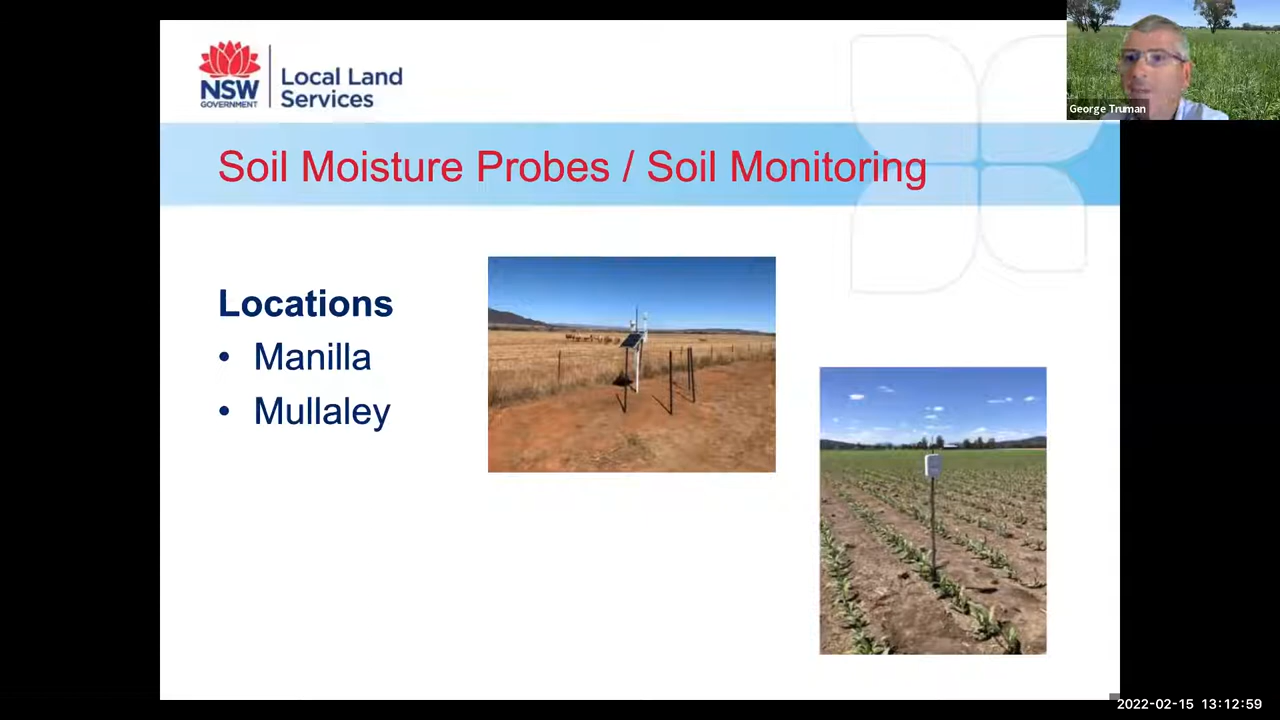 NSW
GOVERNMENT
Local Land
Services
George Truman
Soil Moisture Probes / Soil Monitoring
Locations
• Manilla
• Mullaley
2022-02-15 13:12:59